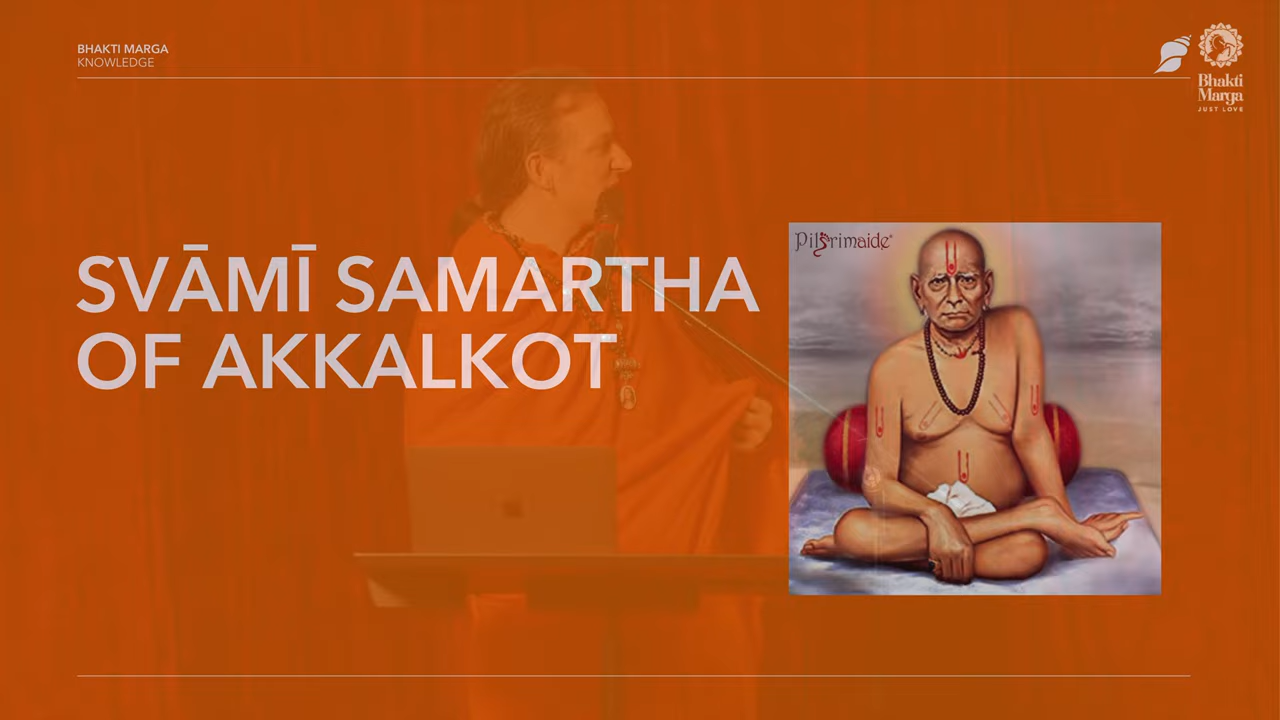 BHAKTI MARGA
KNOWLEDGE
Bhakti
Marga
JUST LOVE
SVĀMĪ SAMARTHA
OF AKKALKOT
Pilgrimaide